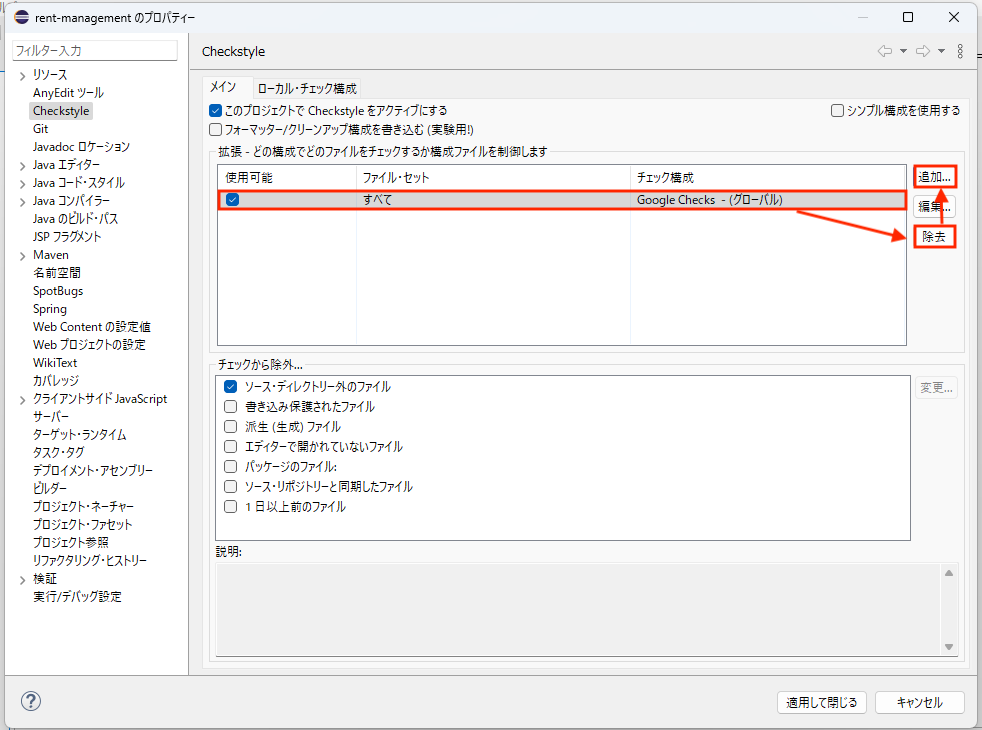 rent-management のプロパティー
フィルター入力
リソース
AnyEdit ツール
Checkstyle
Git
Javadoc ロケーション
Java エディター
Java コード・スタイル
Java コンパイラー
Java のビルド・パス
JSP フラグメント
Maven
名前空間
SpotBugs
Spring
Web Content の設定値
Web プロジェクトの設定
WikiText
カバレッジ
クライアントサイド JavaScript
サーバー
ターゲット・ランタイム
タスク・タグ
デプロイメント・アセンブリー
ビルダー
プロジェクト・ネーチャー
プロジェクト・ファセット
プロジェクト参照
リファクタリング・ヒストリー
検証
実行/デバッグ設定
Checkstyle
メイン ローカル・チェック構成
このプロジェクトで Checkstyle をアクティブにする シンプル構成を使用する
フォーマッター/クリーンアップ構成を書き込む (実験用!)
拡張 - どの構成でどのファイルをチェックするか構成ファイルを制御します
使用可能 ファイル・セット チェック構成
すべて Google Checks - (グローバル)
追加...
編集...
除去
チェックから除外...
ソース・ディレクトリー外のファイル
書き込み保護されたファイル
派生 (生成) ファイル
エディターで開かれていないファイル
パッケージのファイル:
ソース・リポジトリーと同期したファイル
1 日以上前のファイル
変更...
説明:
適用して閉じる キャンセル